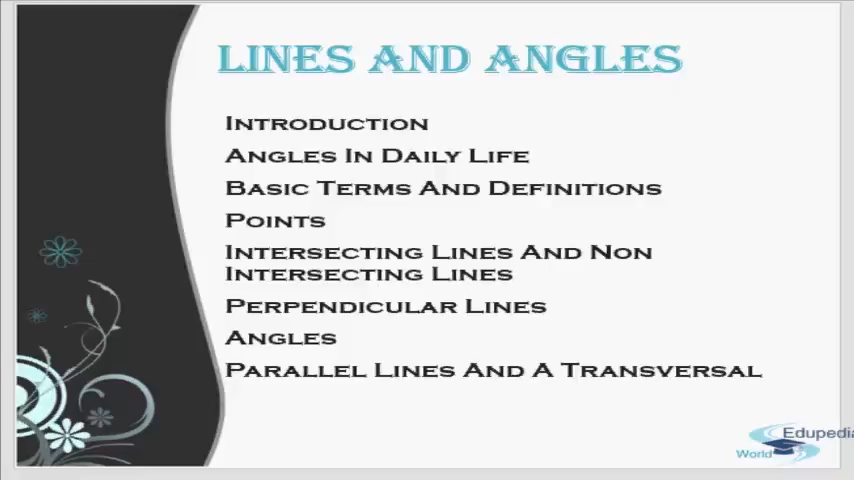 LINES AND ANGLES
INTRODUCTION
ANGLES IN DAILY LIFE
BASIC TERMS AND DEFINITIONS
POINTS
INTERSECTING LINES AND NON
INTERSECTING LINES
PERPENDICULAR LINES
ANGLES
PARALLEL LINES AND A TRANSVERSAL
Edupedia
World